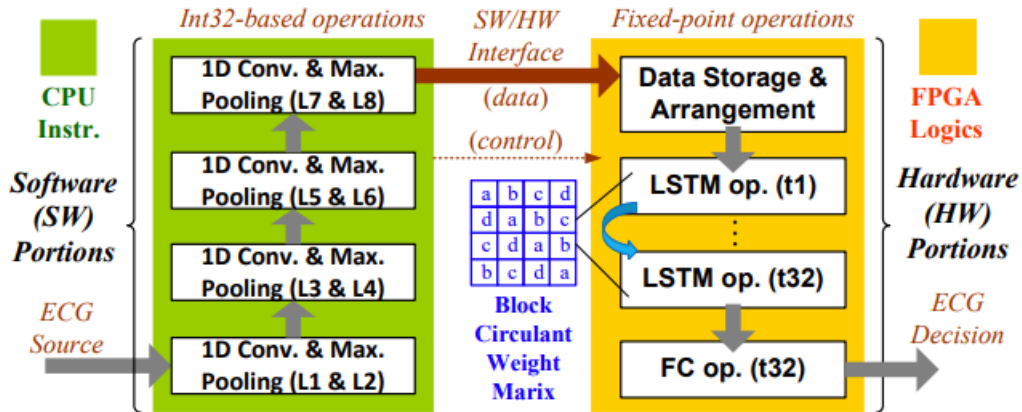 Int32-based operations
SW/HW
Interface
(data)
(control)
Fixed-point operations
CPU
Instr.
Software
(SW)
Portions
ECG
Source
1D Conv. & Max.
Pooling (L7 & L8)
1D Conv. & Max.
Pooling (L5 & L6)
1D Conv. & Max.
Pooling (L3 & L4)
1D Conv. & Max.
Pooling (L1 & L2)
a b c d
d a b c
c d a b
b c d a
Block
Circulant
Weight
Marix
Data Storage &
Arrangement
LSTM op. (t1)
⋮
LSTM op. (t32)
FC op. (t32)
FPGA
Logics
Hardware
(HW)
Portions
ECG
Decision